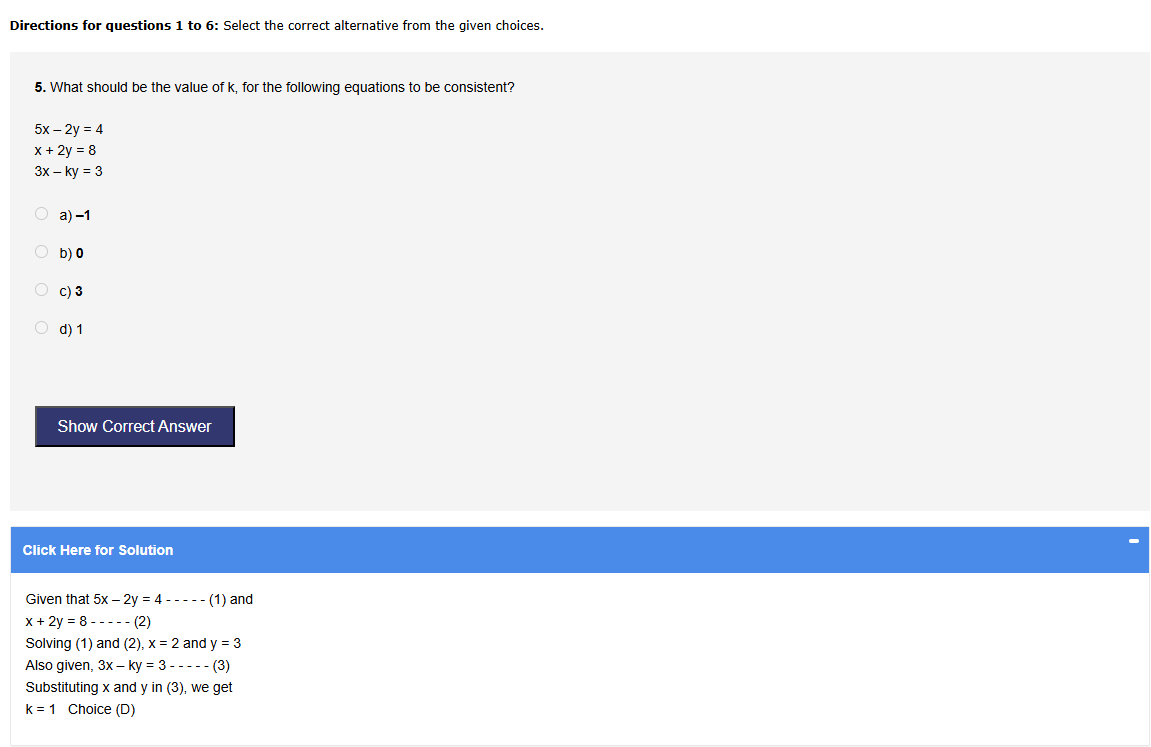 Directions for questions 1 to 6: Select the correct alternative from the given choices.
5. What should be the value of k, for the following equations to be consistent?
5x – 2y = 4
x + 2y = 8
3x – ky = 3
a) –1
b) 0
c) 3
d) 1
Show Correct Answer
Click Here for Solution
Given that 5x – 2y = 4 - - - - - (1) and
x + 2y = 8 - - - - - (2)
Solving (1) and (2), x = 2 and y = 3
Also given, 3x – ky = 3 - - - - - (3)
Substituting x and y in (3), we get
k = 1 Choice (D)